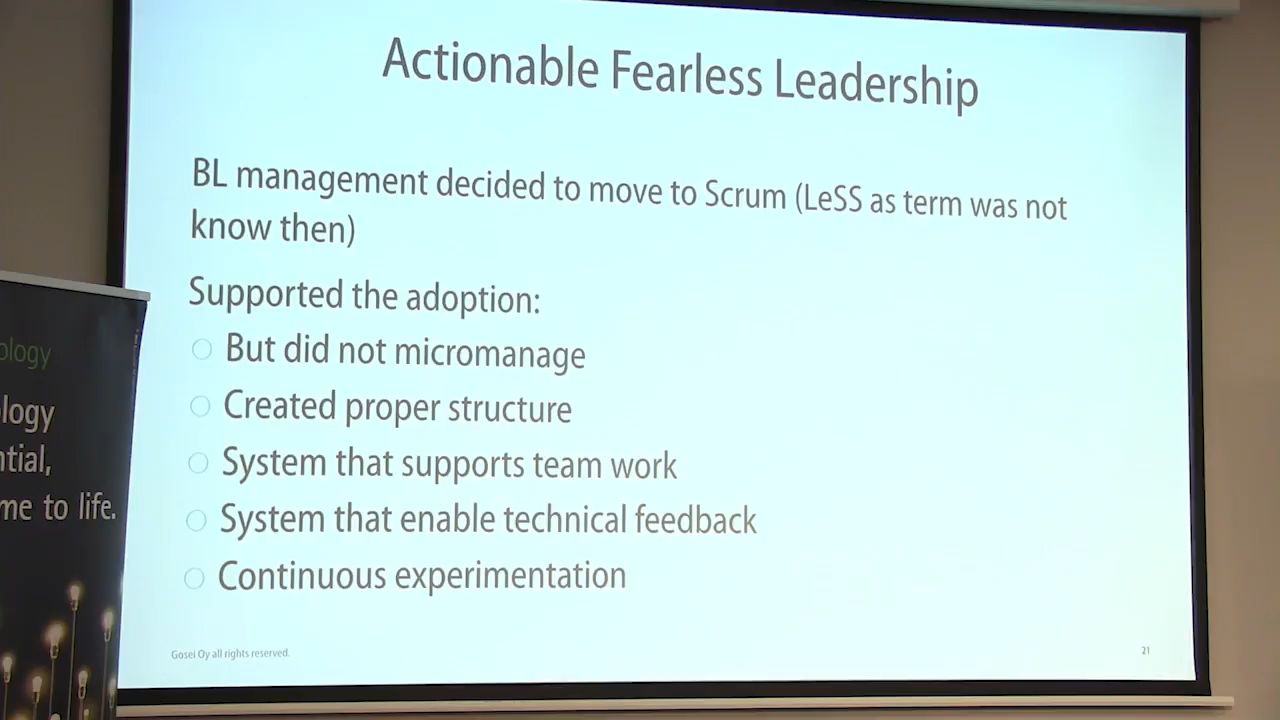 Actionable Fearless Leadership
BL management decided to move to Scrum (LeSS as term was not
know then)
Supported the adoption:
But did not micromanage
Created proper structure
System that supports team work
System that enable technical feedback
Continuous experimentation
Gosei Oy all rights reserved.
21
ology
logy
ntial,
me to life.